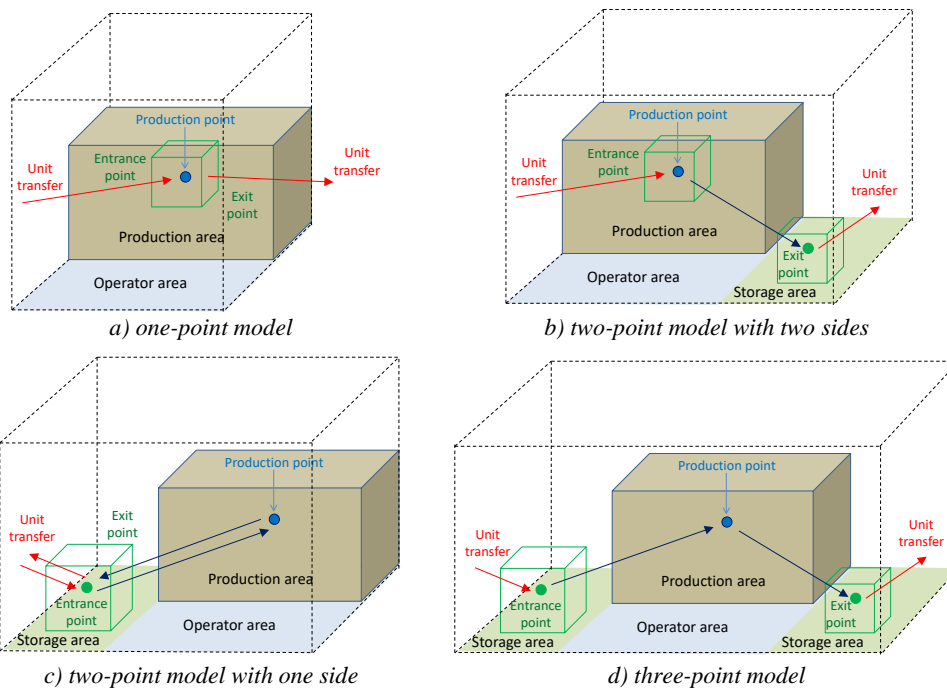 Production point
Entrance
point
Unit
transfer
Unit
transfer
Exit
point
Production area
Operator area
a) one-point model
Production point
Entrance
point
Unit
transfer
Unit
transfer
Production area
Exit
point
Operator area
Storage area
b) two-point model with two sides
Production point
Exit
point
Unit
transfer
Production area
Entrance
point
Operator area
Storage area
c) two-point model with one side
Production point
Unit
transfer
Unit
transfer
Production area
Entrance
point
Exit
point
Operator area
Storage area
Storage area
d) three-point model